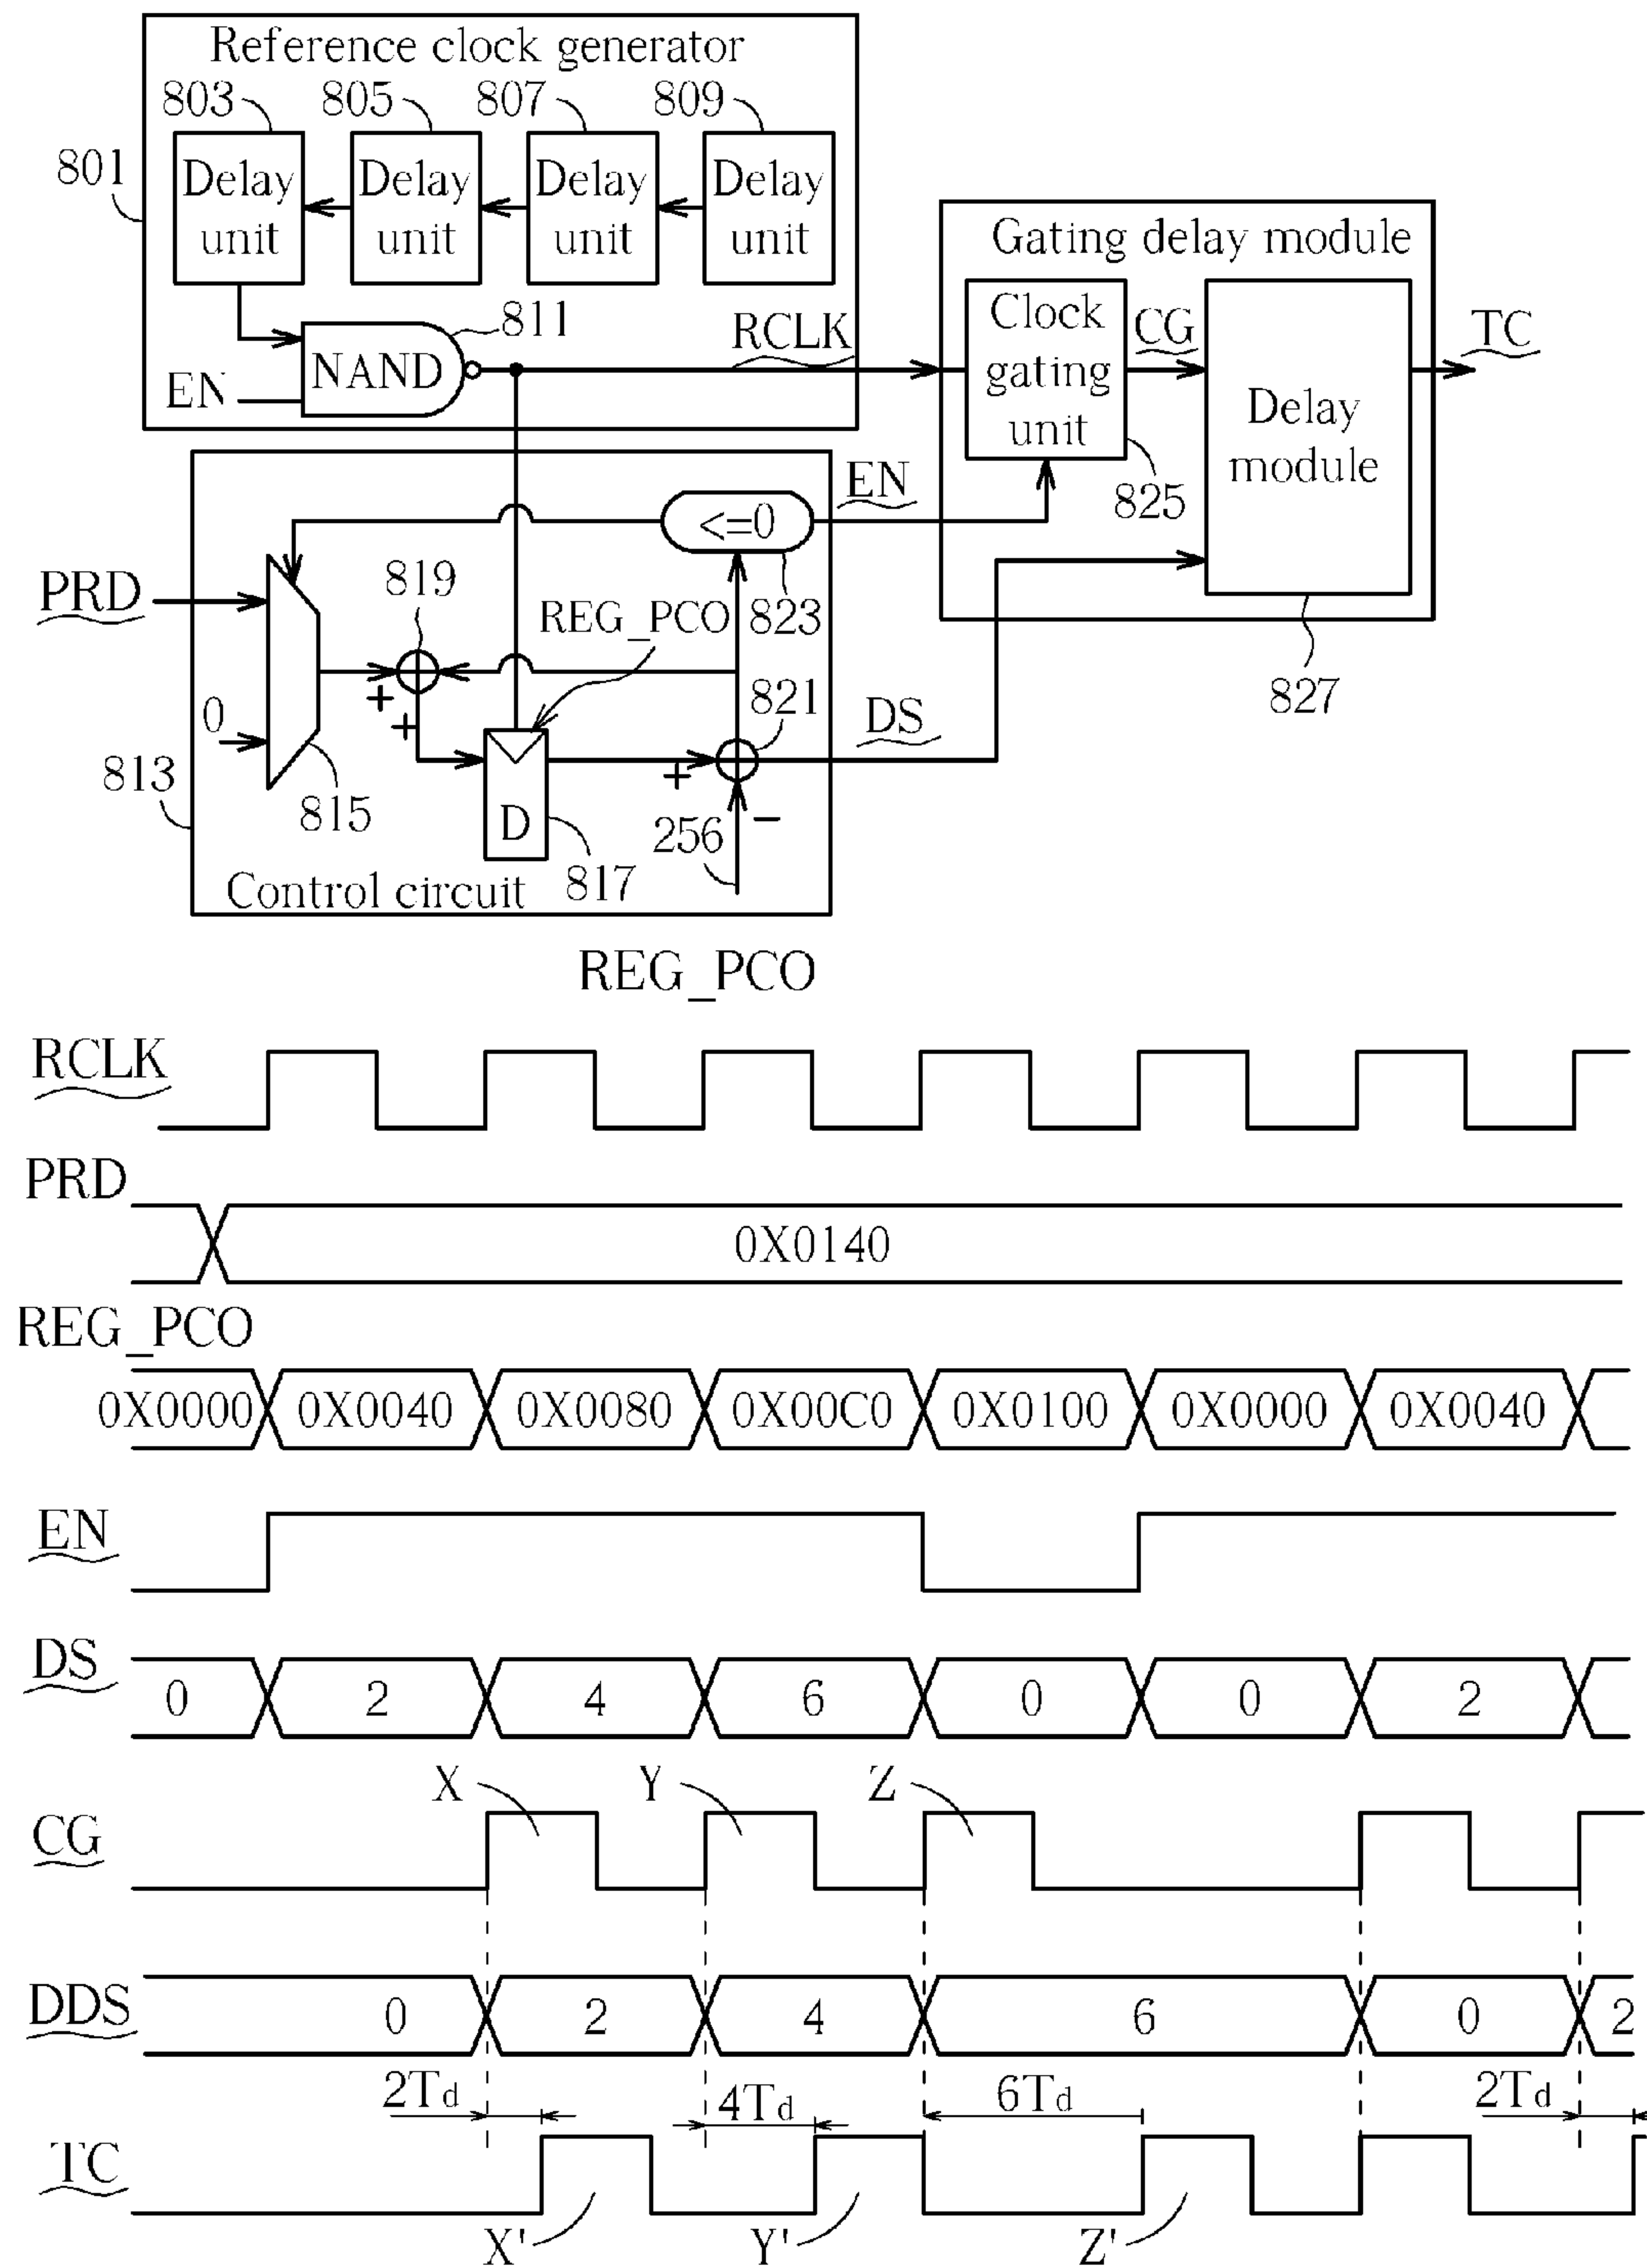 Reference clock generator
803 805 807 809
801
Delay unit
Delay unit
Delay unit
Delay unit
811
NAND
EN
RCLK
Gating delay module
Clock gating unit
CG
TC
Delay module
825
827
EN
<=0
823
PRD
819
REG_PCO
+
+
0
815
813
D
817
821
+
256
-
DS
Control circuit
REG_PCO
RCLK
PRD
0X0140
REG_PCO
0X0000 0X0040 0X0080 0X00C0 0X0100 0X0000 0X0040
EN
DS
0 2 4 6 0 0 2
X Y Z
CG
DDS
0 2 4 6 0 2
2Td 4Td 6Td 2Td
TC
X' Y' Z'